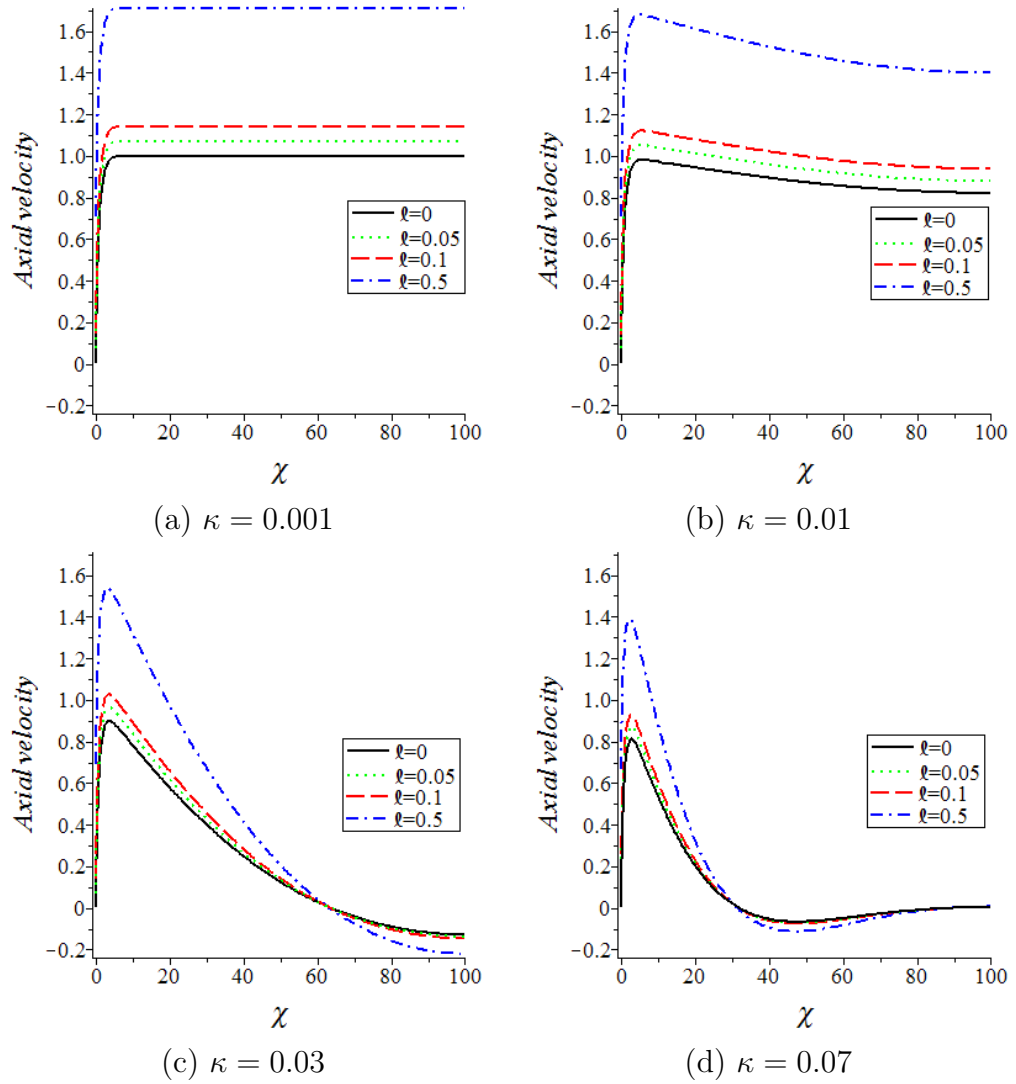 1.6
1.4
1.2
1.0
0.8
0.6
0.4
0.2
0
−0.2
Axial velocity
0 20 40 60 80 100
χ
ℓ=0
ℓ=0.05
ℓ=0.1
ℓ=0.5
(a) κ = 0.001
1.6
1.4
1.2
1.0
0.8
0.6
0.4
0.2
0
−0.2
Axial velocity
0 20 40 60 80 100
χ
ℓ=0
ℓ=0.05
ℓ=0.1
ℓ=0.5
(b) κ = 0.01
1.6
1.4
1.2
1.0
0.8
0.6
0.4
0.2
0
−0.2
Axial velocity
0 20 40 60 80 100
χ
ℓ=0
ℓ=0.05
ℓ=0.1
ℓ=0.5
(c) κ = 0.03
1.6
1.4
1.2
1.0
0.8
0.6
0.4
0.2
0
−0.2
Axial velocity
0 20 40 60 80 100
χ
ℓ=0
ℓ=0.05
ℓ=0.1
ℓ=0.5
(d) κ = 0.07